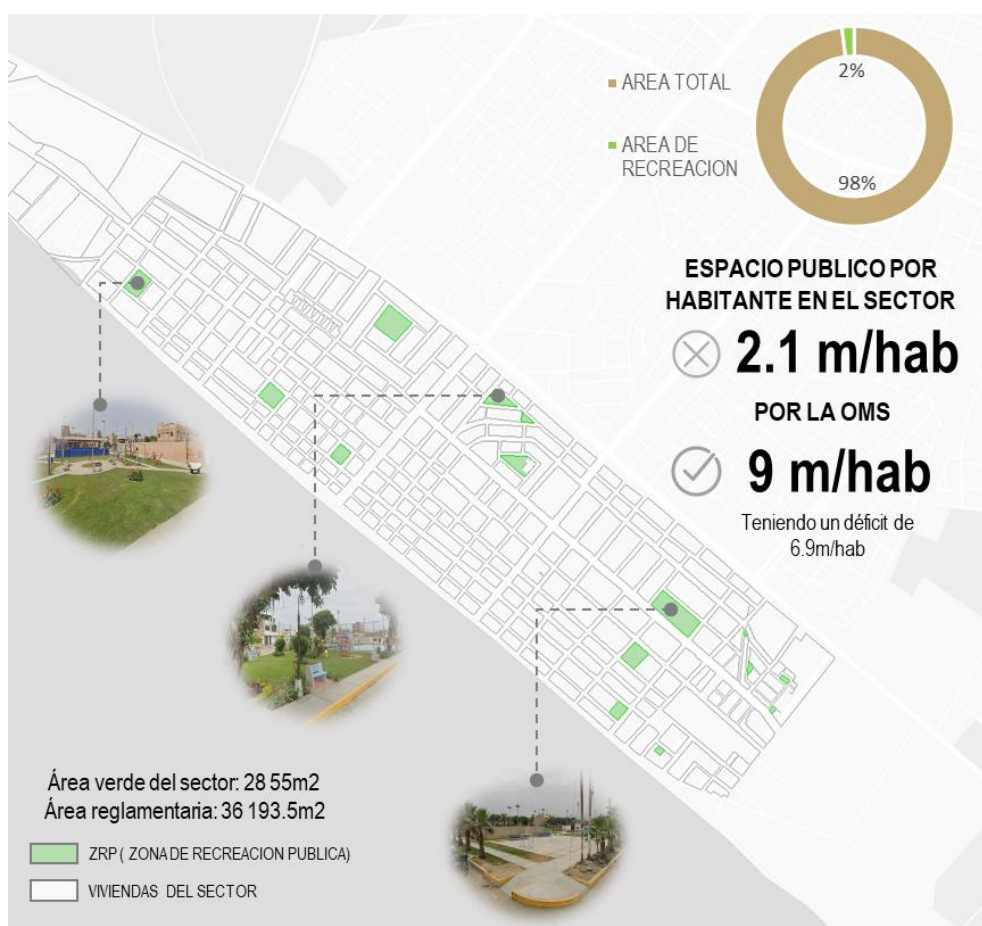 AREA TOTAL
AREA DE
RECREACION
2%
98%
ESPACIO PUBLICO POR
HABITANTE EN EL SECTOR
2.1 m/hab
POR LA OMS
9 m/hab
Teniendo un déficit de
6.9m/hab
Área verde del sector: 28 55m2
Área reglamentaria: 36 193.5m2
ZRP ( ZONA DE RECREACION PUBLICA)
VIVIENDAS DEL SECTOR